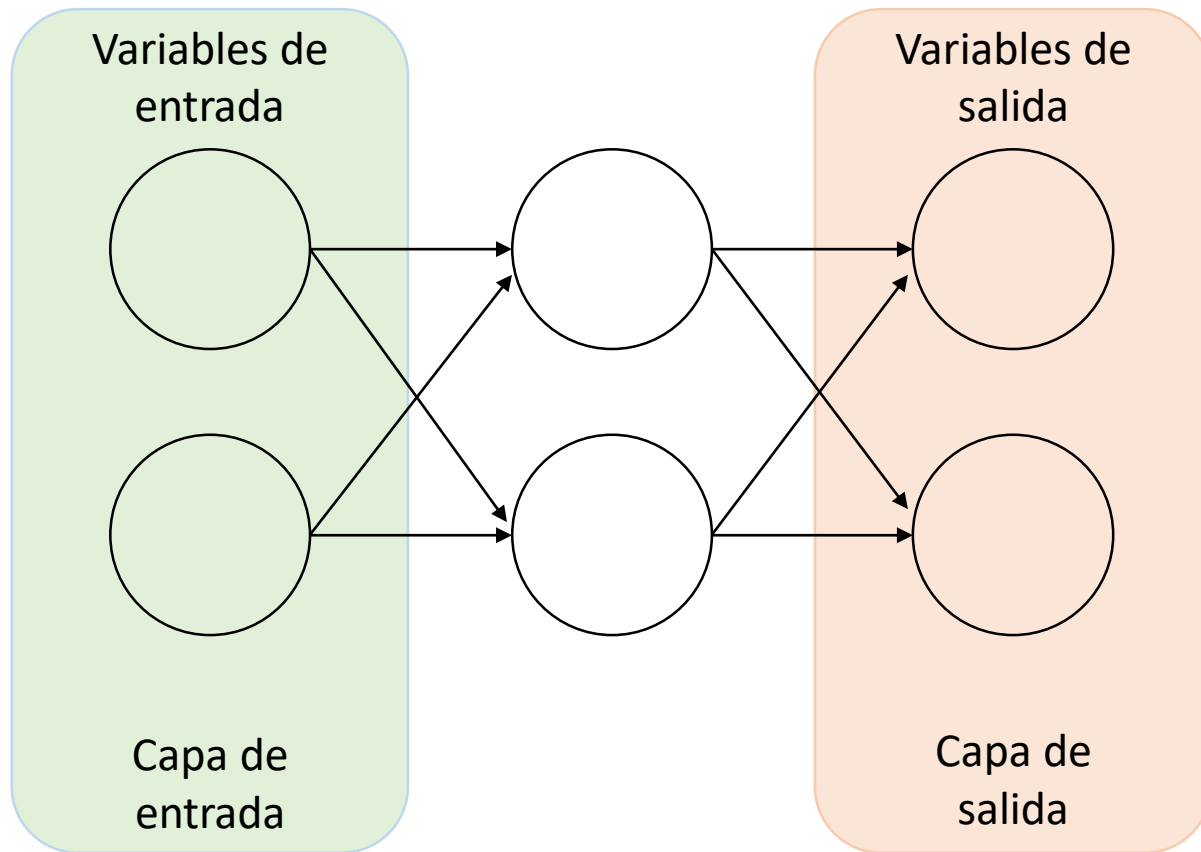 Variables de
entrada
Variables de
salida
Capa de
entrada
Capa de
salida